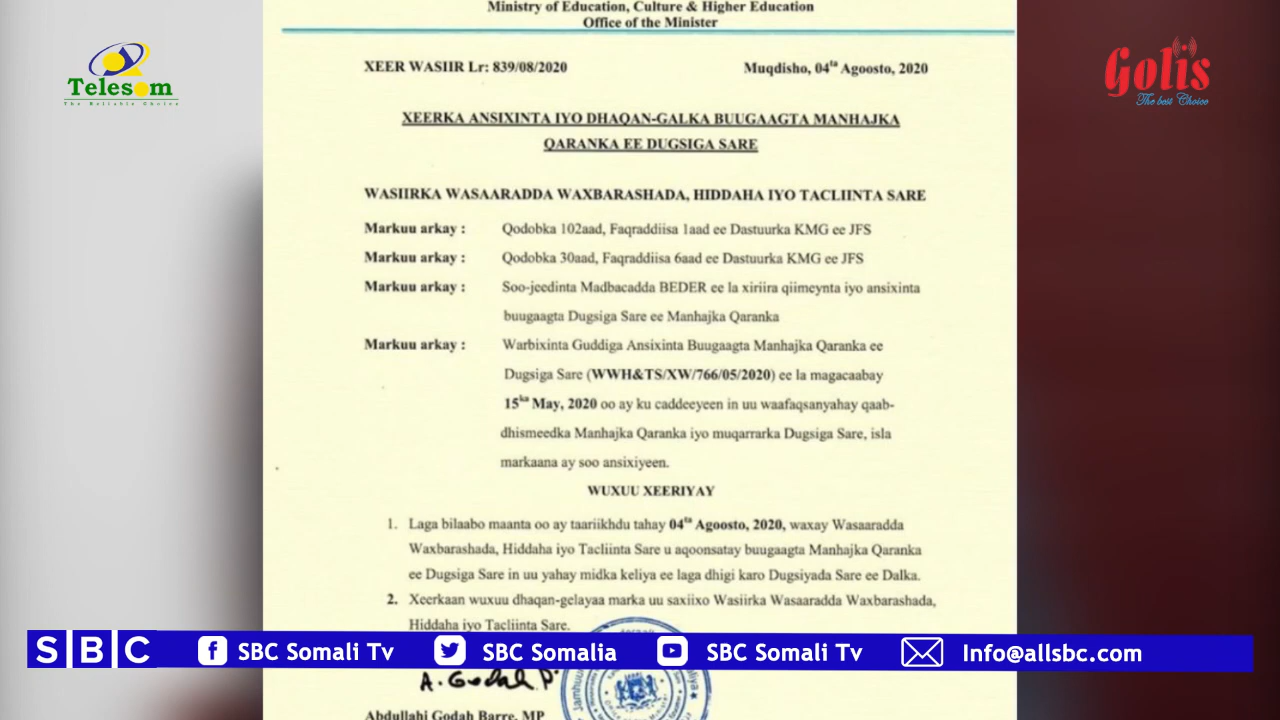 Ministry of Education, Culture & Higher Education
Office of the Minister
Telesom
The Reliable Choice
Golis
The best Choice
XEER WASIIR Lr: 839/08/2020
Muqdisho, 04ta Agoosto, 2020
XEERKA ANSIXINTA IYO DHAQAN-GALKA BUUGAAGTA MANHAJKA
QARANKA EE DUGSIGA SARE
WASIIRKA WASAARADDA WAXBARASHADA, HIDDAHA IYO TACLIINTA SARE
Markuu arkay : Qodobka 102aad, Faqraddiisa 1aad ee Dastuurka KMG ee JFS
Markuu arkay : Qodobka 30aad, Faqraddiisa 6aad ee Dastuurka KMG ee JFS
Markuu arkay : Soo-jeedinta Madbacadda BEDER ee la xiriira qiimeynta iyo ansixinta
buugaagta Dugsiga Sare ee Manhajka Qaranka
Markuu arkay : Warbixinta Guddiga Ansixinta Buugaagta Manhajka Qaranka ee
Dugsiga Sare (WWH&TS/XW/766/05/2020) ee la magacaabay
15ka May, 2020 oo ay ku caddeeyeen in uu waafaqsanyahay qaab-
dhismeedka Manhajka Qaranka iyo muqarrarka Dugsiga Sare, isla
markaana ay soo ansixiyeen.
WUXUU XEERIYAY
1. Laga bilaabo maanta oo ay taariikhdu tahay 04ta Agoosto, 2020, waxay Wasaaradda
Waxbarashada, Hiddaha iyo Tacliinta Sare u aqoonsatay buugaagta Manhajka Qaranka
ee Dugsiga Sare in uu yahay midka keliya ee laga dhigi karo Dugsiyada Sare ee Dalka.
2. Xeerkaan wuxuu dhaqan-gelayaa marka uu saxiixo Wasiirka Wasaaradda Waxbarashada,
Hiddaha iyo Tacliinta Sare.
SBC SBC Somali Tv SBC Somalia SBC Somali Tv Info@allsbc.com
A. Godah
Abdullahi Godah Barre, MP